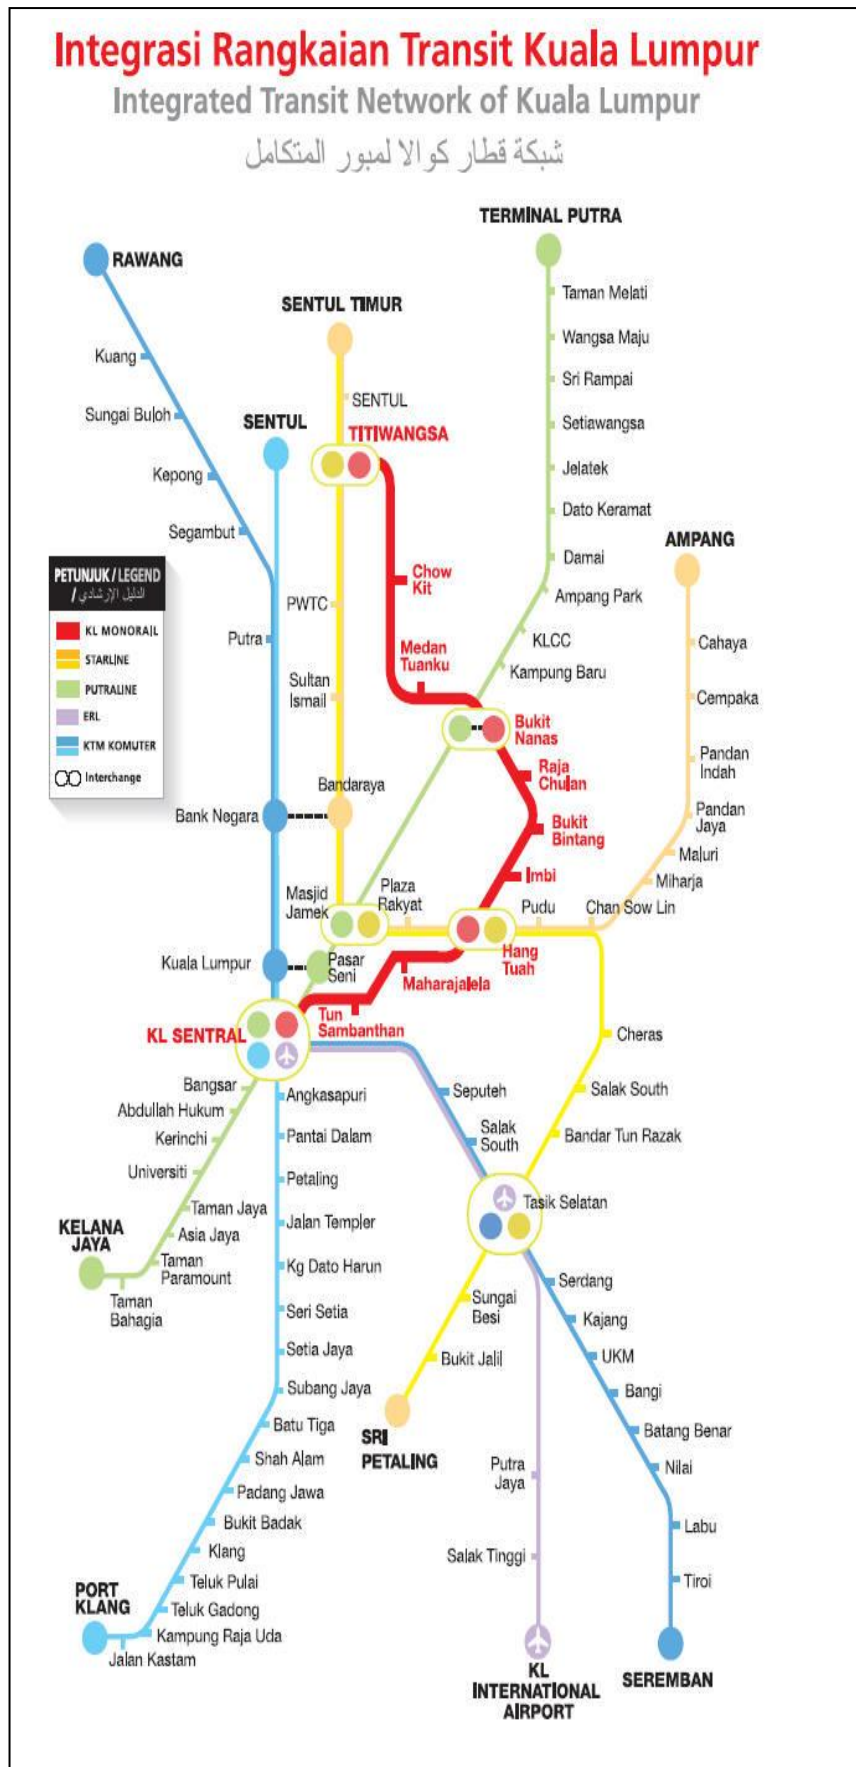 Integrasi Rangkaian Transit Kuala Lumpur
Integrated Transit Network of Kuala Lumpur
شبكة قطار كوالا لمبور المتكامل
TERMINAL PUTRA
RAWANG
Taman Melati
SENTUL TIMUR
Wangsa Maju
Kuang
Sri Rampai
SENTUL
Sungai Buloh
SENTUL
Setiawangsa
TITIWANGSA
Jelatek
Kepong
Dato Keramat
Segambut
AMPANG
Damai
PETUNJUK / LEGEND
/ الدليل الإرشادي
KL MONORAIL
STARLINE
PUTRALINE
ERL
KTM KOMUTER
Interchange
Chow
Kit
Ampang Park
PWTC
Putra
KLCC
Cahaya
Medan
Tuanku
Kampung Baru
Sultan
Ismail
Cempaka
Bukit
Nanas
Pandan
Indah
Raja
Chulan
Bandaraya
Bank Negara
Bukit
Bintang
Pandan
Jaya
Maluri
Imbi
Miharja
Masjid
Jamek
Plaza
Rakyat
Pudu
Chan Sow Lin
Hang
Tuah
Kuala Lumpur
Pasar
Seni
Maharajalela
Tun
Sambanthan
KL SENTRAL
Cheras
Bangsar
Angkasapuri
Seputeh
Salak South
Abdullah Hukum
Pantai Dalam
Salak
South
Bandar Tun Razak
Kerinchi
Universiti
Petaling
Tasik Selatan
Taman Jaya
Jalan Templer
KELANA
JAYA
Asia Jaya
Taman
Paramount
Kg Dato Harun
Serdang
Taman
Bahagia
Seri Setia
Sungai
Besi
Kajang
Setia Jaya
Bukit Jalil
UKM
Subang Jaya
Bangi
Batu Tiga
SRI
PETALING
Batang Benar
Shah Alam
Putra
Jaya
Nilai
Padang Jawa
Bukit Badak
Labu
Klang
Salak Tinggi
Teluk Pulai
Tiroi
PORT
KLANG
Teluk Gadong
Kampung Raja Uda
Jalan Kastam
KL
INTERNATIONAL
AIRPORT
SEREMBAN